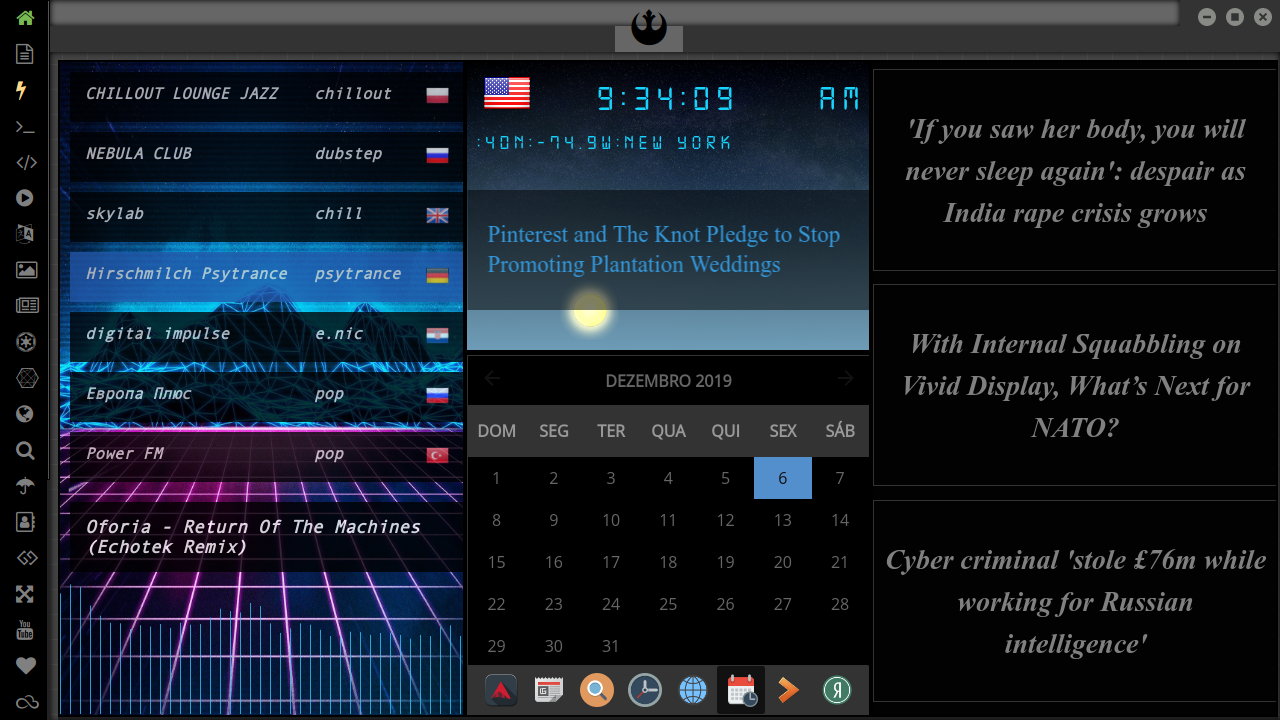 CHILLOUT LOUNGE JAZZ chillout
NEBULA CLUB dubstep
skylab chill
Hirschmilch Psytrance psytrance
digital impulse e.nic
Европа Плюс pop
Power FM pop
Oforia - Return Of The Machines
(Echotek Remix)
9:34:09 AM
:40N:-74.9W:NEW YORK
Pinterest and The Knot Pledge to Stop
Promoting Plantation Weddings
DEZEMBRO 2019
DOM SEG TER QUA QUI SEX SÁB
1 2 3 4 5 6 7
8 9 10 11 12 13 14
15 16 17 18 19 20 21
22 23 24 25 26 27 28
29 30 31
'If you saw her body, you will
never sleep again': despair as
India rape crisis grows
With Internal Squabbling on
Vivid Display, What’s Next for
NATO?
Cyber criminal 'stole £76m while
working for Russian
intelligence'
You
Tube
Я